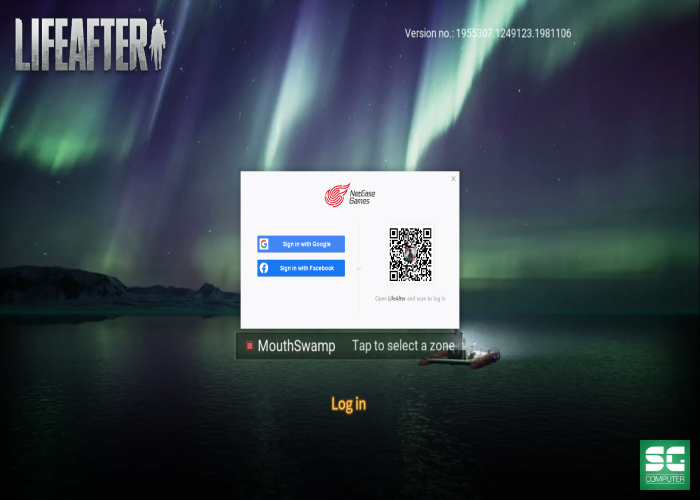 LIFEAFTER
Version no.: 1955307.1249123.1981106
NetEase
Games
Sign in with Google
Sign in with Facebook
or
Open LifeAfter and scan to log in
MouthSwamp Tap to select a zone
Log in
SG
COMPUTER